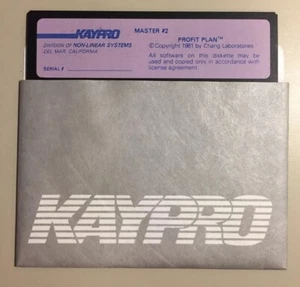 KAYPRO
DIVISION OF NON-LINEAR SYSTEMS
DEL MAR, CALIFORNIA
SERIAL #
MASTER #2
PROFIT PLAN™
© Copyright 1981 by Chang Laboratories
All software on this diskette may be
used and copied only in accordance with
license agreement.
KAYPRO